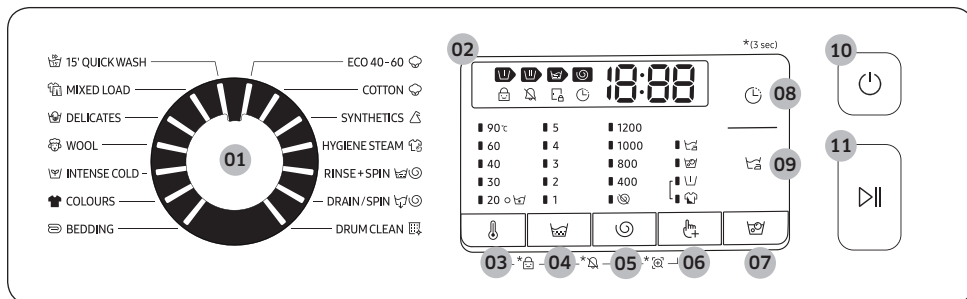 15' QUICK WASH
MIXED LOAD
DELICATES
WOOL
INTENSE COLD
COLOURS
BEDDING
01
ECO 40-60
COTTON
SYNTHETICS
HYGIENE STEAM
RINSE+SPIN
DRAIN/SPIN
DRUM CLEAN
02
*(3 sec)
18:88
90℃ 5 1200
60 4 1000
40 3 800
30 2 400
20 1
03 * 04 * 05 * 06 07
08
09
10
11